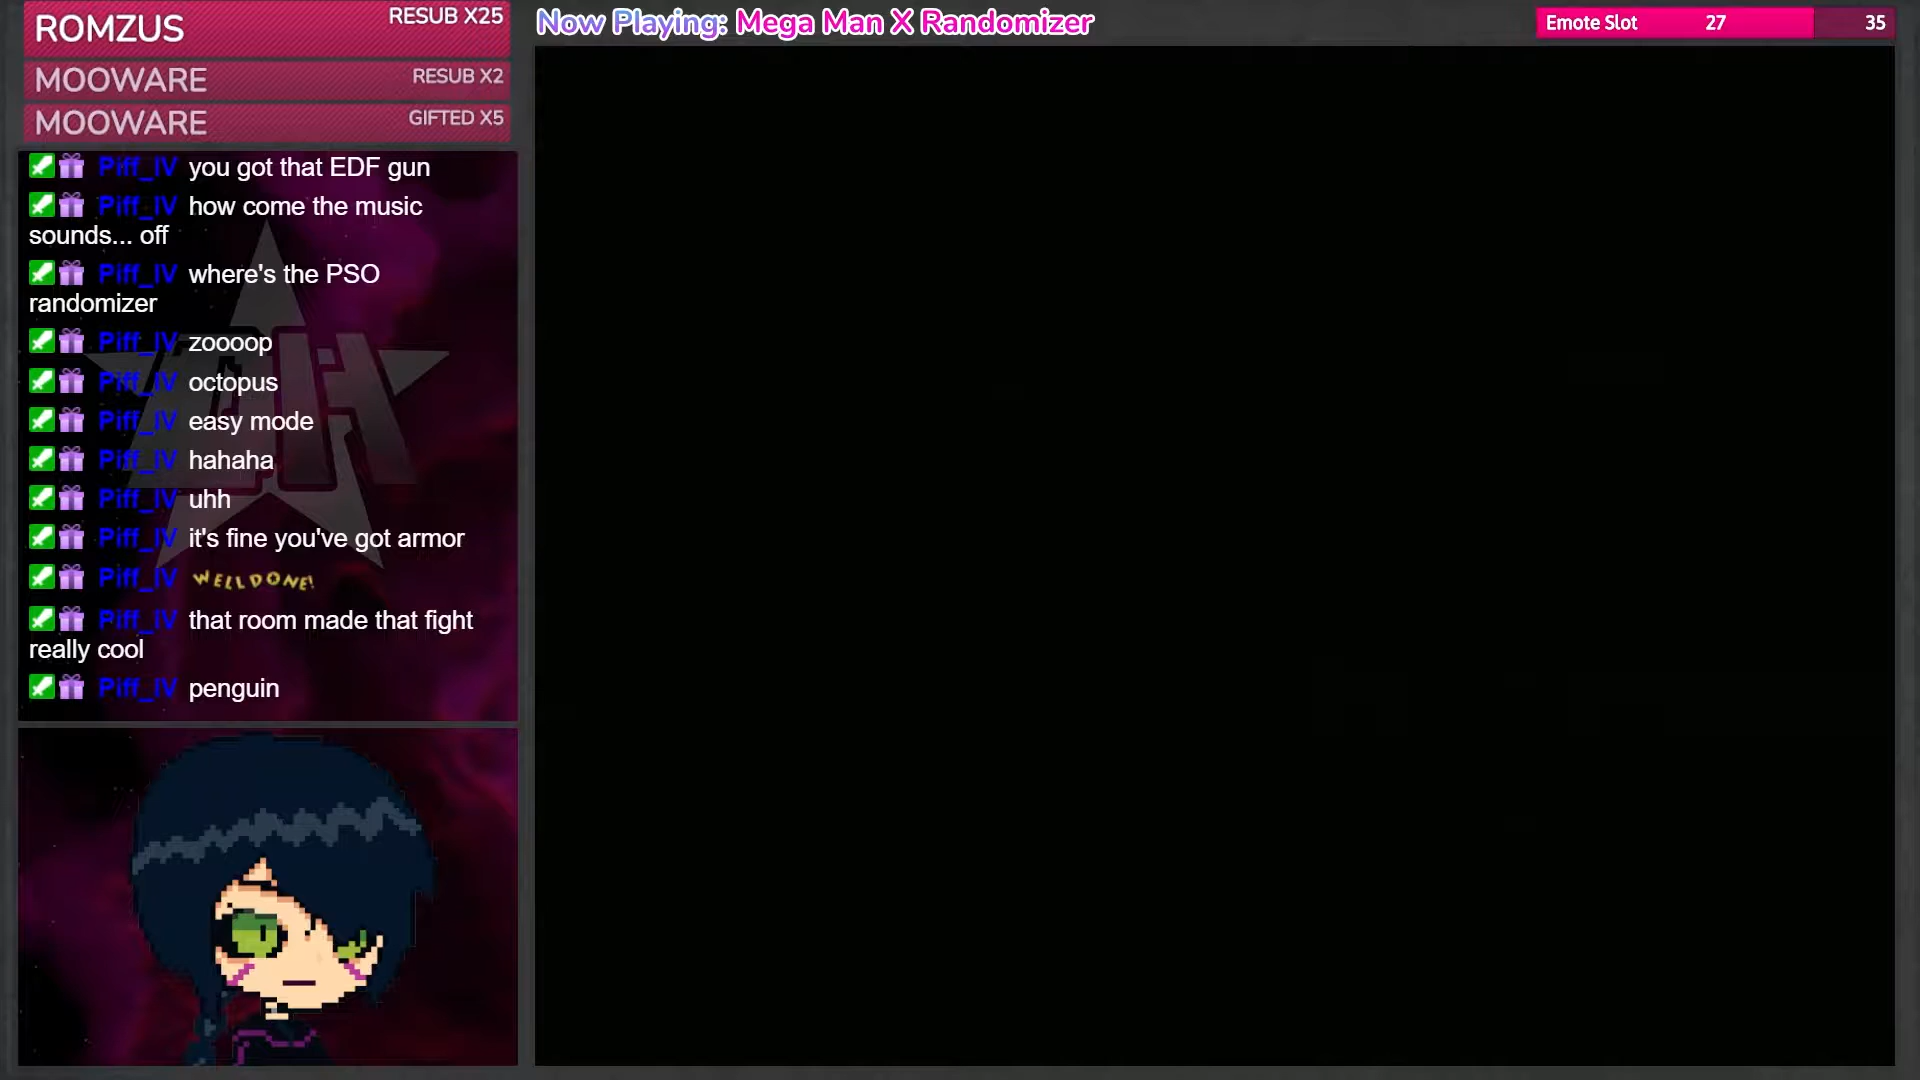 ROMZUS RESUB X25
MOOWARE RESUB X2
MOOWARE GIFTED X5
Now Playing: Mega Man X Randomizer
Emote Slot 27 35
Piff_IV you got that EDF gun
Piff_IV how come the music
sounds... off
Piff_IV where's the PSO
randomizer
Piff_IV zoooop
Piff_IV octopus
Piff_IV easy mode
Piff_IV hahaha
Piff_IV uhh
Piff_IV it's fine you've got armor
Piff_IV WELL DONE!
Piff_IV that room made that fight
really cool
Piff_IV penguin